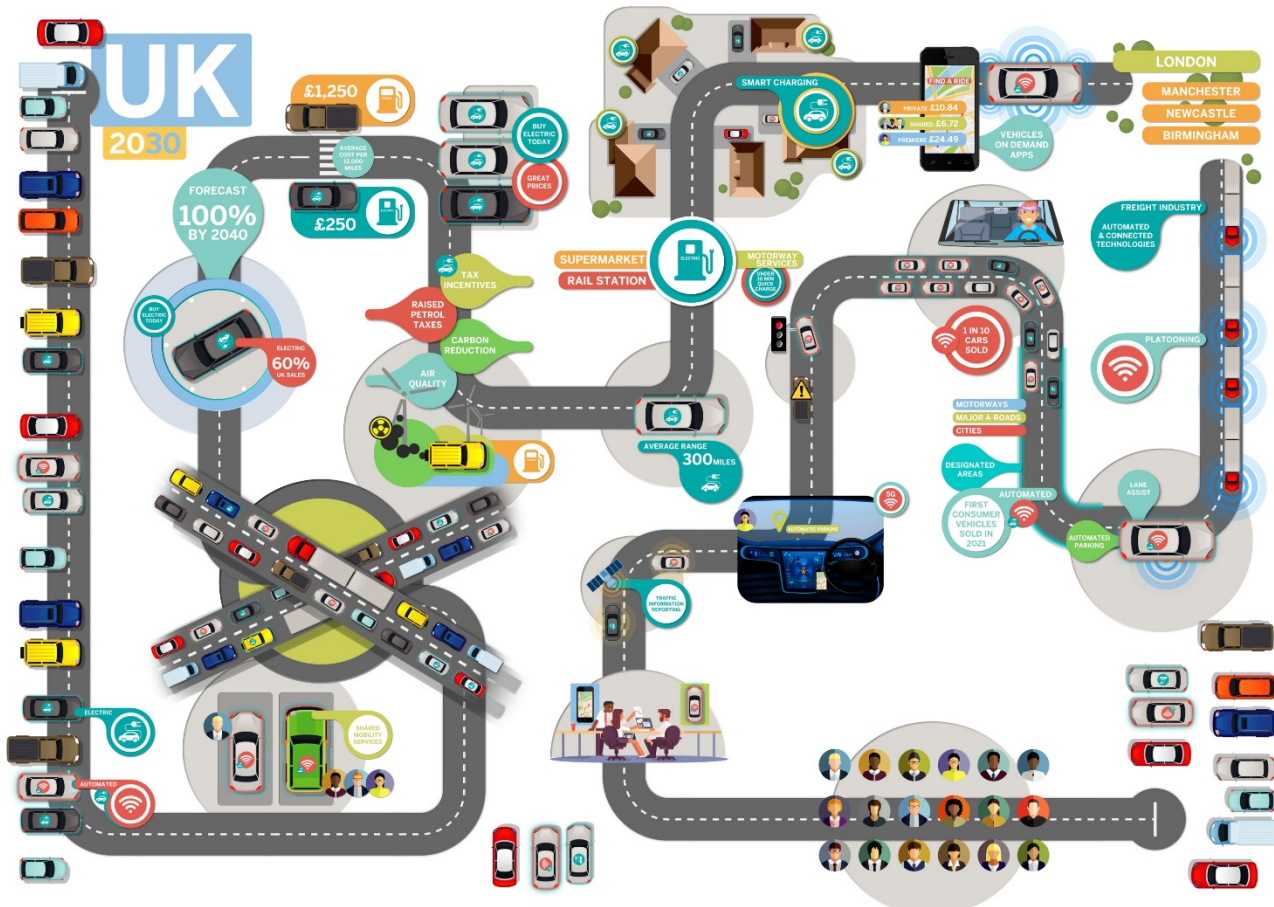 UK
2030
£1,250
AVERAGE
COST PER
12,000
MILES
£250
BUY
ELECTRIC
TODAY
GREAT
PRICES
FORECAST
100%
BY 2040
BUY
ELECTRIC
TODAY
ELECTRIC
60%
UK SALES
TAX
INCENTIVES
RAISED
PETROL
TAXES
CARBON
REDUCTION
AIR
QUALITY
SMART CHARGING
SUPERMARKET
RAIL STATION
ELECTRIC
MOTORWAY
SERVICES
UNDER
10 MIN
QUICK
CHARGE
AVERAGE RANGE
300 MILES
FIND A RIDE
PRIVATE £10.84
SHARED £6.72
PREMIERE £24.49
VEHICLES
ON DEMAND
APPS
LONDON
MANCHESTER
NEWCASTLE
BIRMINGHAM
FREIGHT INDUSTRY
AUTOMATED
& CONNECTED
TECHNOLOGIES
PLATOONING
1 IN 10
CARS
SOLD
MOTORWAYS
MAJOR A-ROADS
CITIES
DESIGNATED
AREAS
AUTOMATED
FIRST
CONSUMER
VEHICLES
SOLD IN
2021
LANE
ASSIST
AUTOMATED
PARKING
5G
AUTOMATIC PARKING
TRAFFIC
INFORMATION
REPORTING
SHARED
MOBILITY
SERVICES
ELECTRIC
AUTOMATED